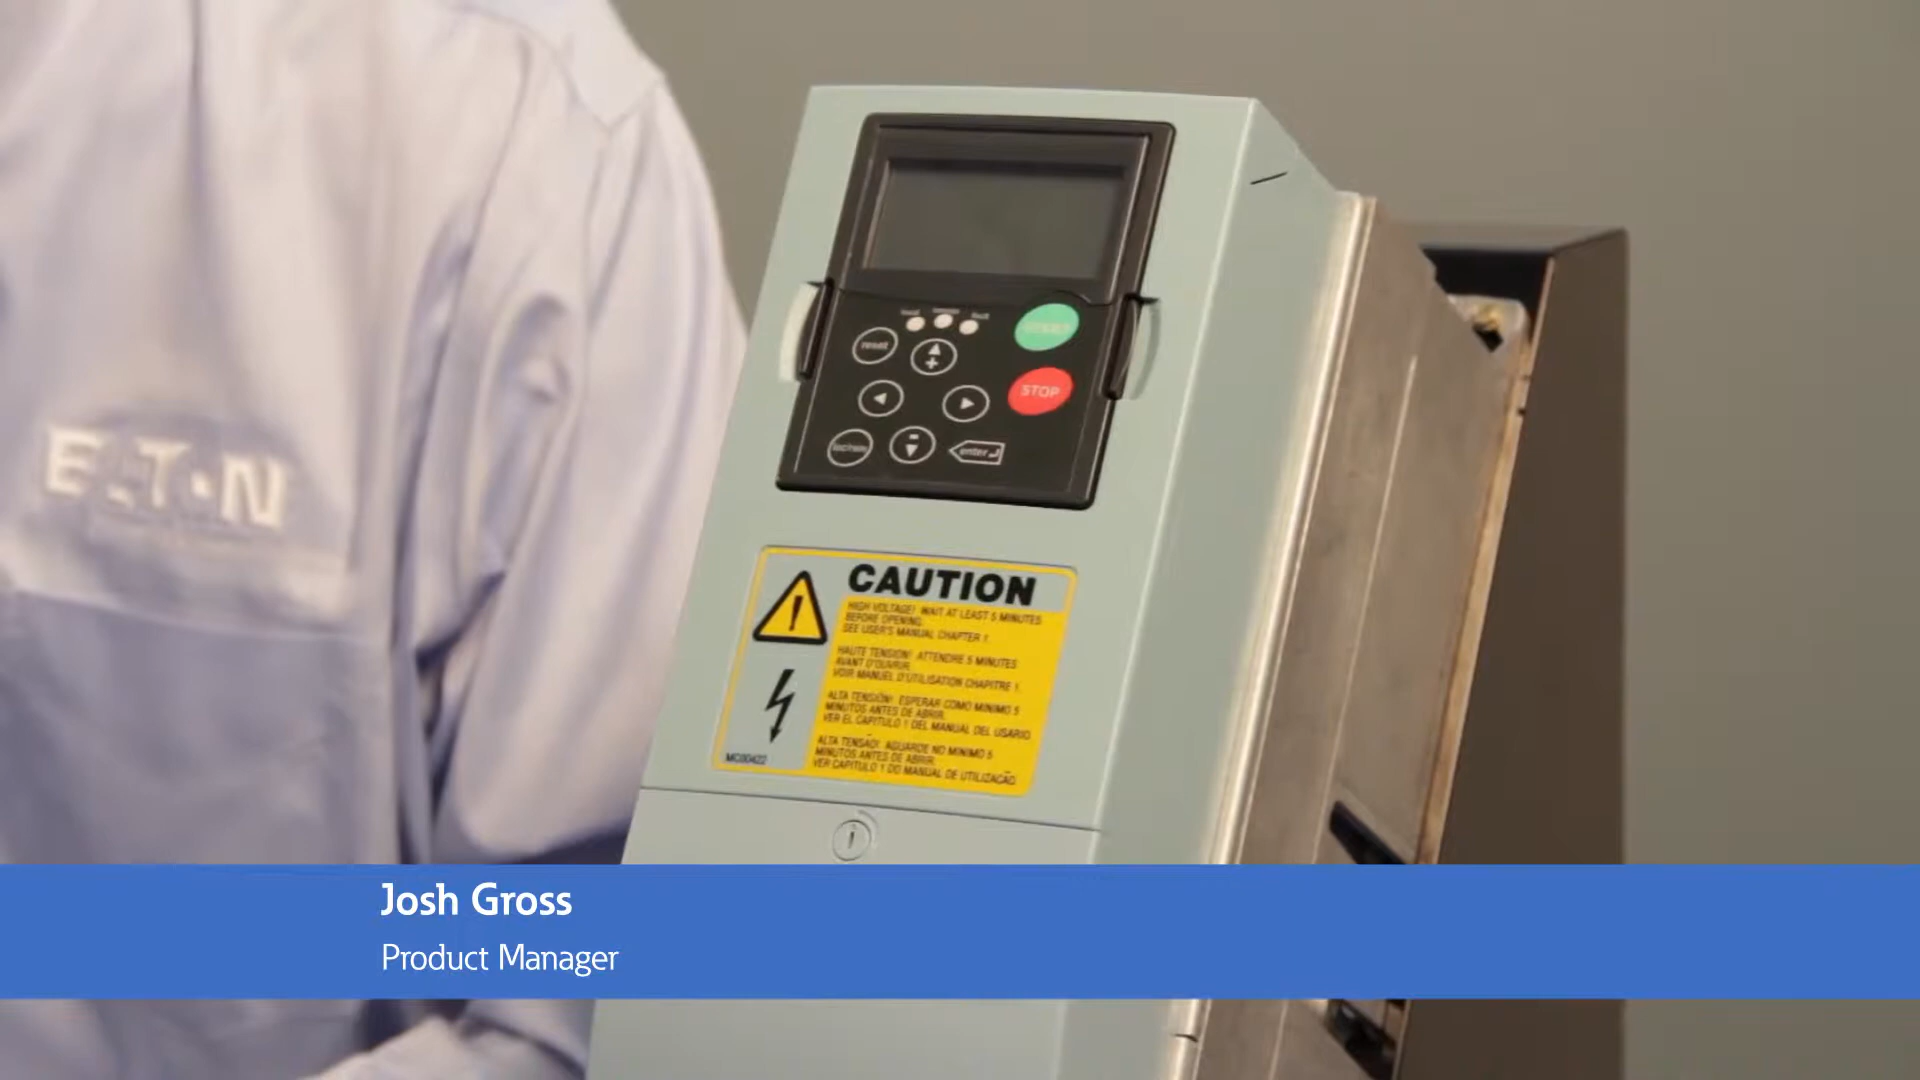 EATON
reset
STOP
enter
CAUTION
HIGH VOLTAGE! WAIT AT LEAST 5 MINUTES
BEFORE OPENING.
SEE USER'S MANUAL CHAPTER 1.
HAUTE TENSION! ATTENDRE 5 MINUTES
AVANT D'OUVRIR.
VOIR MANUEL D'UTILISATION CHAPITRE 1.
ALTA TENSIÓN! ESPERAR COMO MINIMO 5
MINUTOS ANTES DE ABRIR.
VER EL CAPITULO 1 DEL MANUAL DEL USARIO
ALTA TENSÃO! AGUARDE NO MINIMO 5
MINUTOS ANTES DE ABRIR.
VER CAPITULO 1 DO MANUAL DE UTILIZAÇÃO
MC00422
Josh Gross
Product Manager